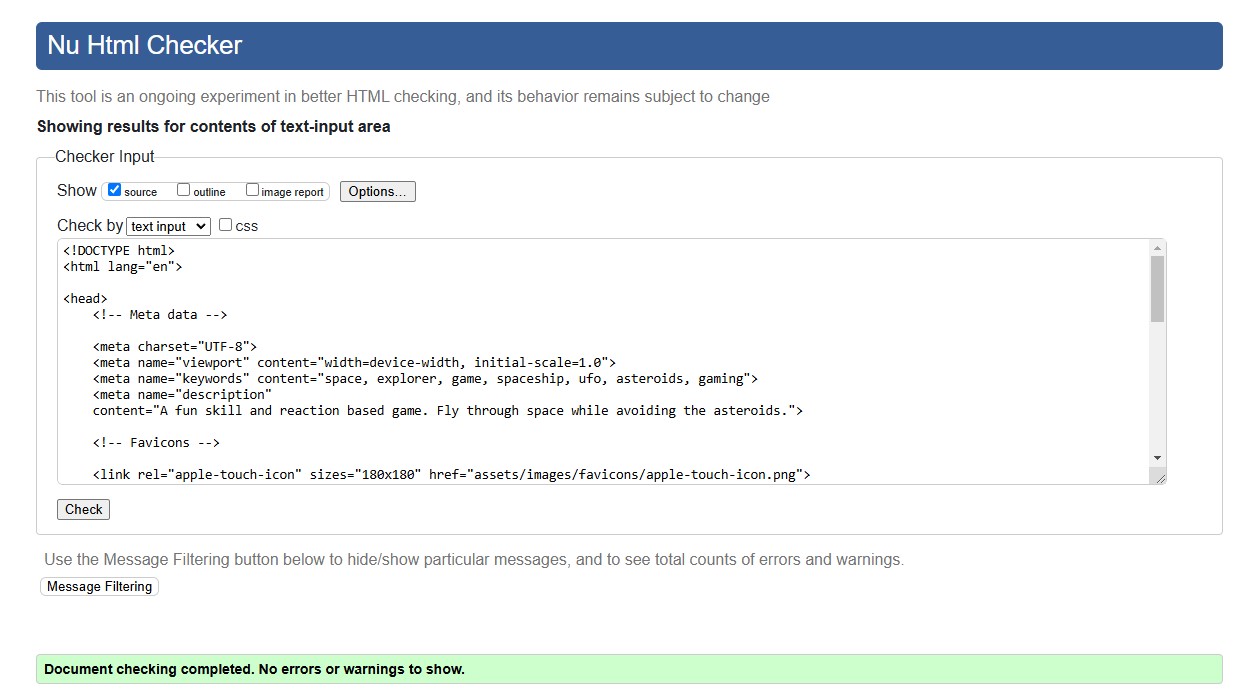 Nu Html Checker
This tool is an ongoing experiment in better HTML checking, and its behavior remains subject to change
Showing results for contents of text-input area
Checker Input
Show source outline image report Options...
Check by text input css
<!DOCTYPE html>
<html lang="en">
<head>
<!-- Meta data -->
<meta charset="UTF-8">
<meta name="viewport" content="width=device-width, initial-scale=1.0">
<meta name="keywords" content="space, explorer, game, spaceship, ufo, asteroids, gaming">
<meta name="description"
content="A fun skill and reaction based game. Fly through space while avoiding the asteroids.">
<!-- Favicons -->
<link rel="apple-touch-icon" sizes="180x180" href="assets/images/favicons/apple-touch-icon.png">
Check
Use the Message Filtering button below to hide/show particular messages, and to see total counts of errors and warnings.
Message Filtering
Document checking completed. No errors or warnings to show.